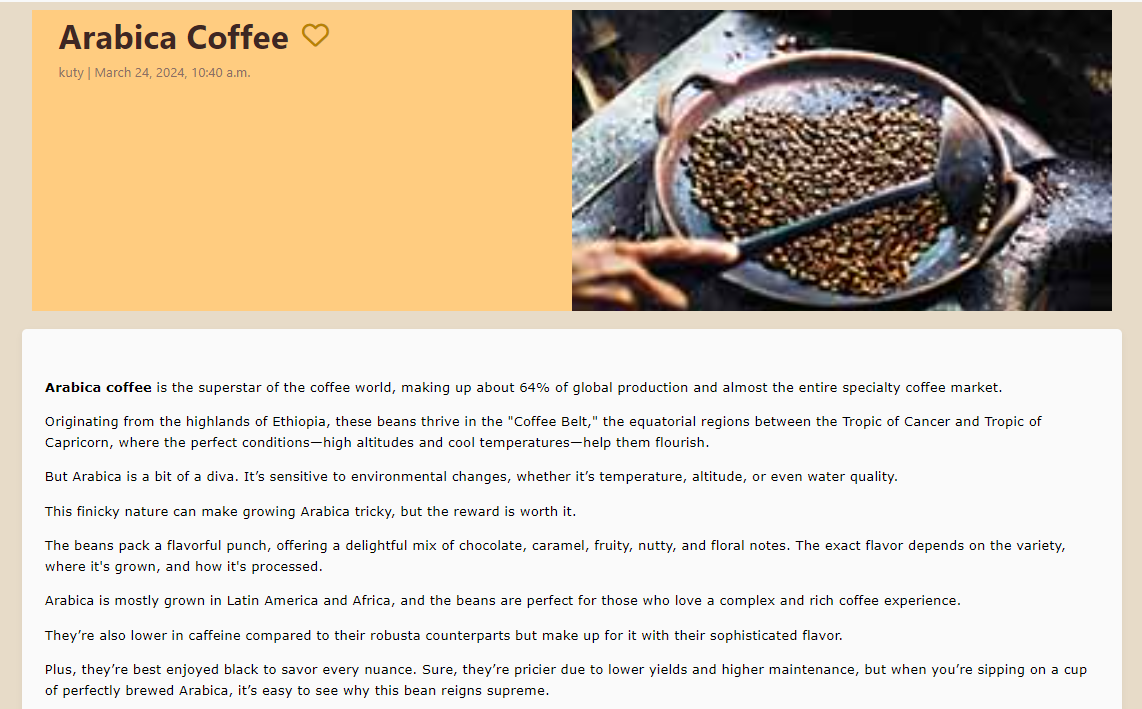 Arabica Coffee
kuty | March 24, 2024, 10:40 a.m.
Arabica coffee is the superstar of the coffee world, making up about 64% of global production and almost the entire specialty coffee market.
Originating from the highlands of Ethiopia, these beans thrive in the "Coffee Belt," the equatorial regions between the Tropic of Cancer and Tropic of
Capricorn, where the perfect conditions—high altitudes and cool temperatures—help them flourish.
But Arabica is a bit of a diva. It’s sensitive to environmental changes, whether it’s temperature, altitude, or even water quality.
This finicky nature can make growing Arabica tricky, but the reward is worth it.
The beans pack a flavorful punch, offering a delightful mix of chocolate, caramel, fruity, nutty, and floral notes. The exact flavor depends on the variety,
where it's grown, and how it's processed.
Arabica is mostly grown in Latin America and Africa, and the beans are perfect for those who love a complex and rich coffee experience.
They’re also lower in caffeine compared to their robusta counterparts but make up for it with their sophisticated flavor.
Plus, they’re best enjoyed black to savor every nuance. Sure, they’re pricier due to lower yields and higher maintenance, but when you’re sipping on a cup
of perfectly brewed Arabica, it’s easy to see why this bean reigns supreme.